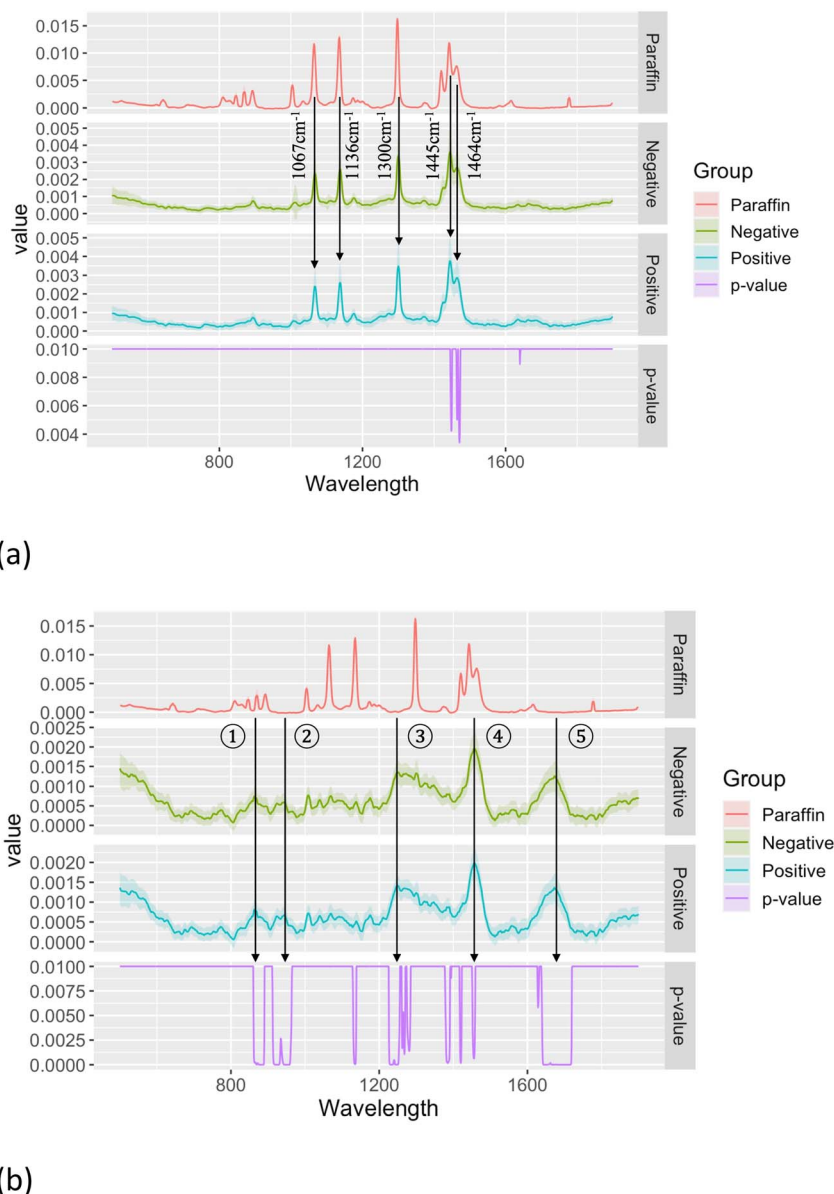 0.015
0.010
0.005
0.000
Paraffin
0.005
0.004
0.003
0.002
0.001
0.000
1067cm-1
1136cm-1
1300cm-1
1445cm-1
1464cm-1
Negative
value
0.005
0.004
0.003
0.002
0.001
0.000
Positive
0.010
0.008
0.006
0.004
p-value
800
1200
1600
Wavelength
Group
Paraffin
Negative
Positive
p-value
(a)
0.015
0.010
0.005
0.000
Paraffin
0.0025
0.0020
0.0015
0.0010
0.0005
0.0000
① ② ③ ④ ⑤
Negative
value
0.0020
0.0015
0.0010
0.0005
0.0000
Positive
0.0100
0.0075
0.0050
0.0025
0.0000
p-value
800
1200
1600
Wavelength
Group
Paraffin
Negative
Positive
p-value
(b)